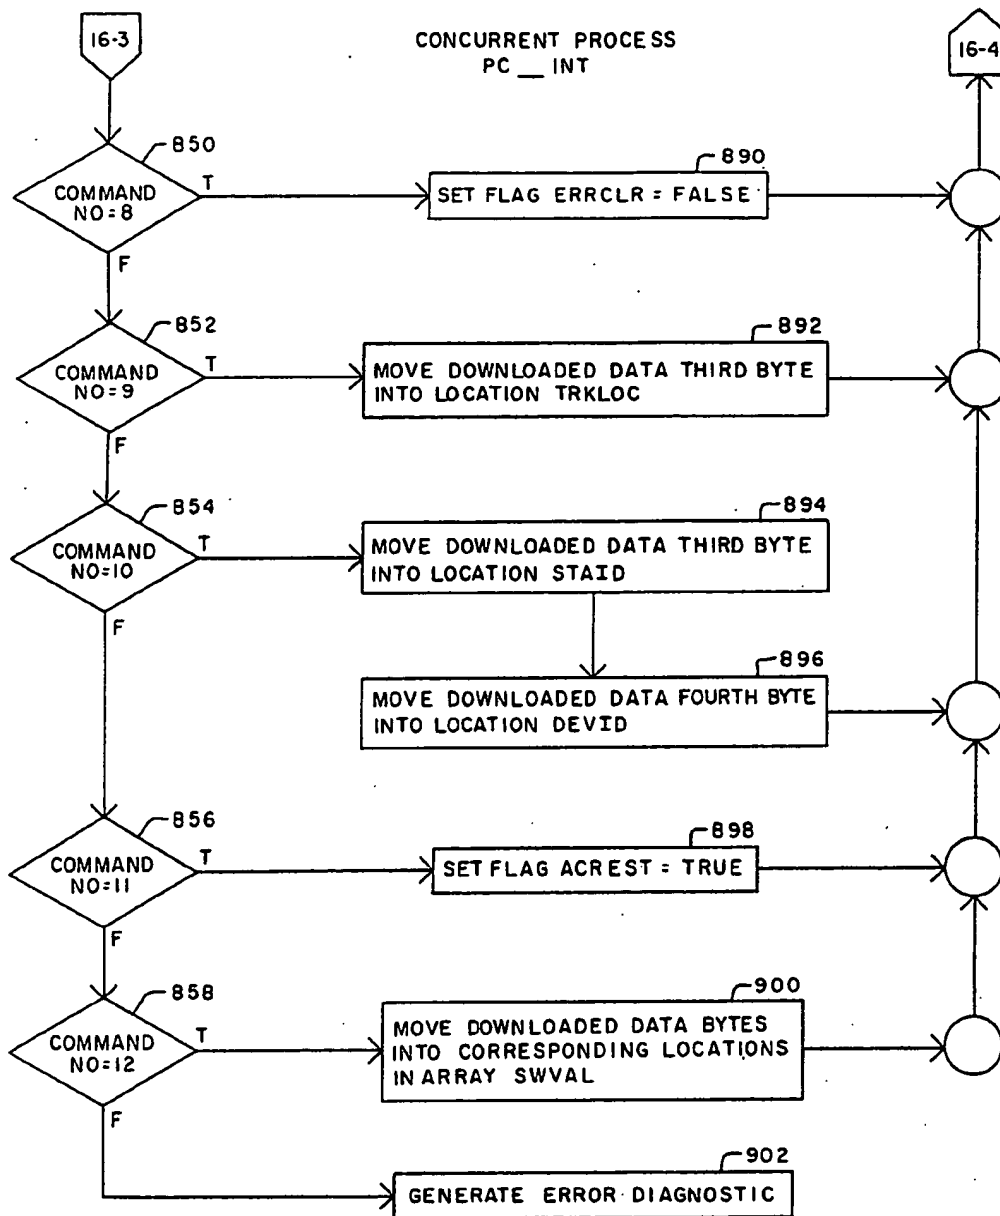 16-3
CONCURRENT PROCESS
PC __ INT
16-4
850
COMMAND
NO=8
T
F
890
SET FLAG ERRCLR = FALSE
852
COMMAND
NO=9
T
F
892
MOVE DOWNLOADED DATA THIRD BYTE
INTO LOCATION TRKLOC
854
COMMAND
NO=10
T
F
894
MOVE DOWNLOADED DATA THIRD BYTE
INTO LOCATION STAID
896
MOVE DOWNLOADED DATA FOURTH BYTE
INTO LOCATION DEVID
856
COMMAND
NO=11
T
F
898
SET FLAG ACREST = TRUE
858
COMMAND
NO=12
T
F
900
MOVE DOWNLOADED DATA BYTES
INTO CORRESPONDING LOCATIONS
IN ARRAY SWVAL
902
GENERATE ERROR DIAGNOSTIC